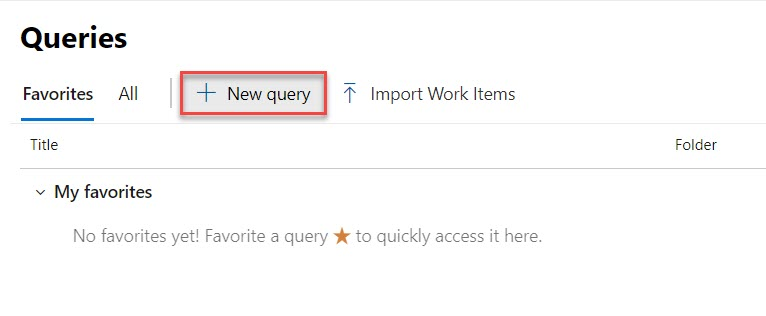 Queries
Favorites All New query Import Work Items
Title Folder
My favorites
No favorites yet! Favorite a query ★ to quickly access it here.